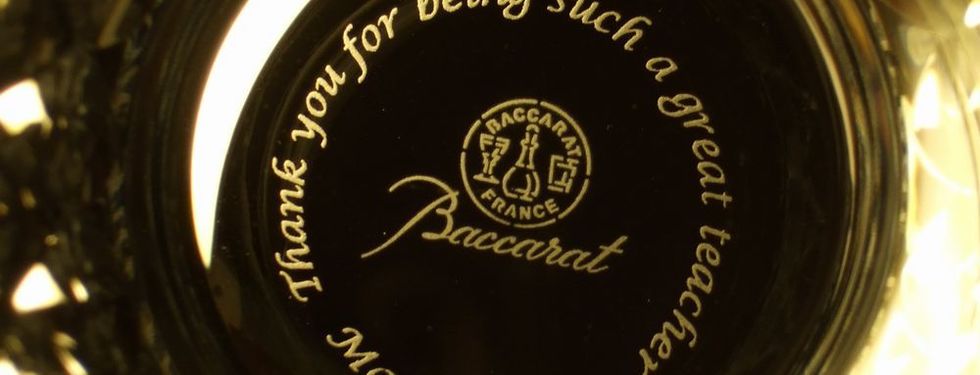 Thank you for being such a great teacher
BACCARAT
FRANCE
Baccarat